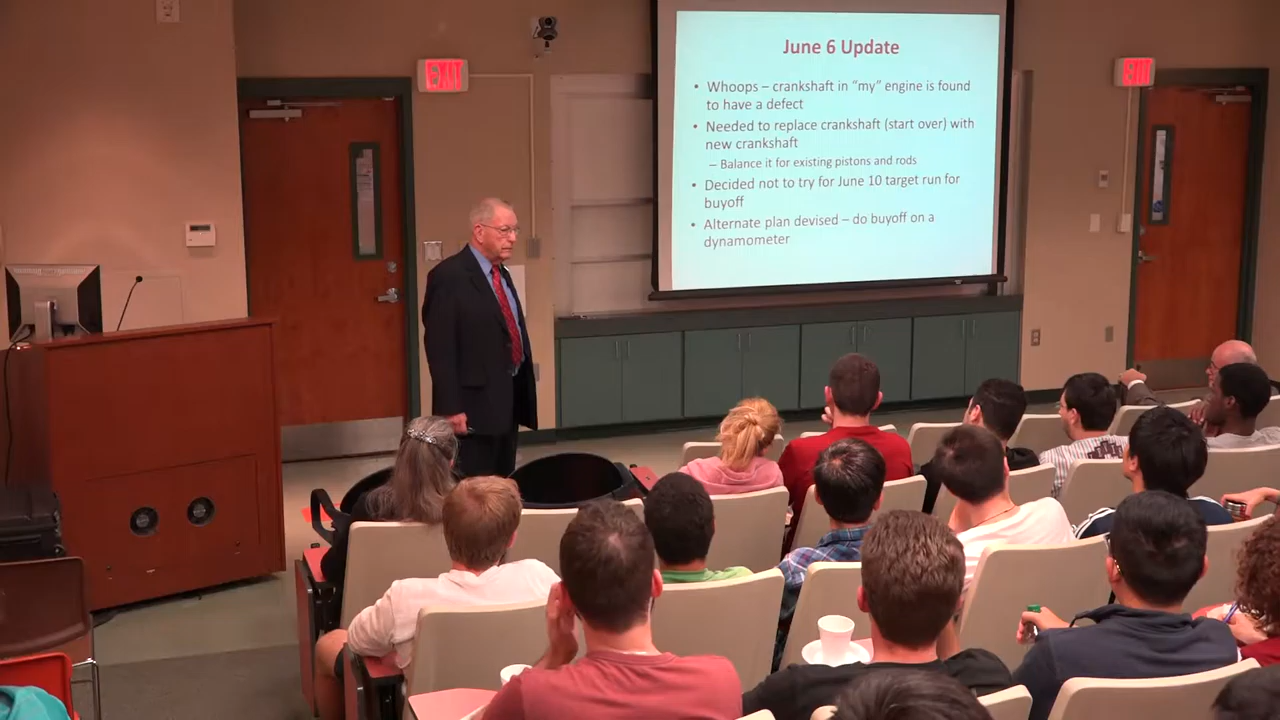 EXIT
June 6 Update
EXIT
• Whoops – crankshaft in “my” engine is found
to have a defect
• Needed to replace crankshaft (start over) with
new crankshaft
– Balance it for existing pistons and rods
• Decided not to try for June 10 target run for
buyoff
• Alternate plan devised – do buyoff on a
dynamometer